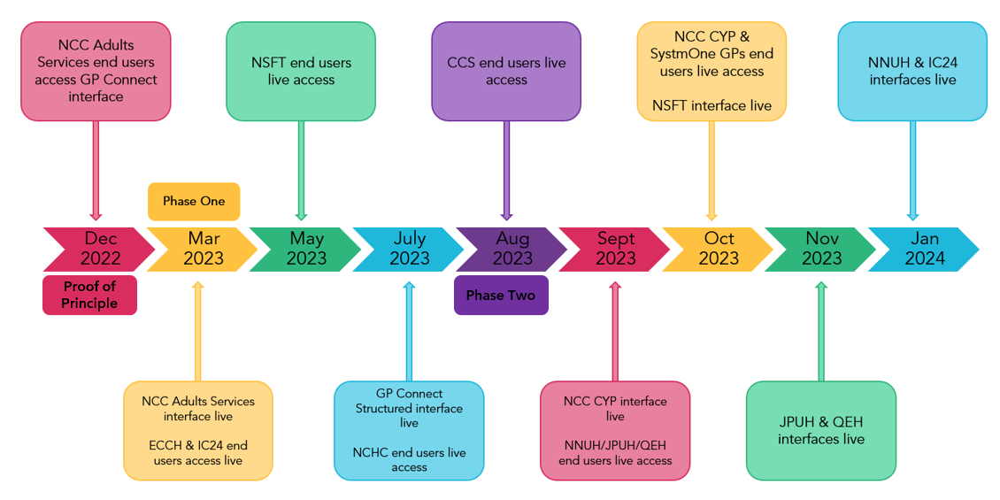 NCC Adults
Services end users
access GP Connect
interface
NSFT end users
live access
CCS end users live
access
NCC CYP &
SystmOne GPs end
users live access
NSFT interface live
NNUH & IC24
interfaces live
Phase One
Dec
2022
Mar
2023
May
2023
July
2023
Aug
2023
Sept
2023
Oct
2023
Nov
2023
Jan
2024
Proof of
Principle
Phase Two
NCC Adults Services
interface live
ECCH & IC24 end
users access live
GP Connect
Structured interface
live
NCHC end users live
access
NCC CYP interface
live
NNUH/JPUH/QEH
end users live access
JPUH & QEH
interfaces live